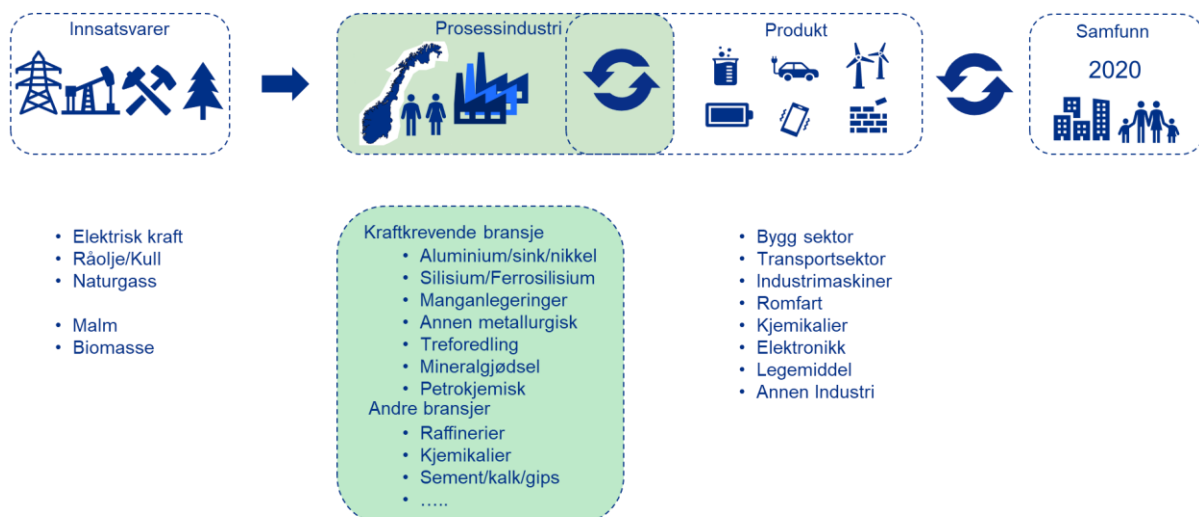 Innsatsvarer
Prosessindustri
Produkt
Samfunn
2020
• Elektrisk kraft
• Råolje/Kull
• Naturgass
• Malm
• Biomasse
Kraftkrevende bransje
• Aluminium/sink/nikkel
• Silisium/Ferrosilisium
• Manganlegeringer
• Annen metallurgisk
• Treforedling
• Mineralgjødsel
• Petrokjemisk
Andre bransjer
• Raffinerier
• Kjemikalier
• Sement/kalk/gips
• .....
• Bygg sektor
• Transportsektor
• Industrimaskiner
• Romfart
• Kjemikalier
• Elektronikk
• Legemiddel
• Annen Industri